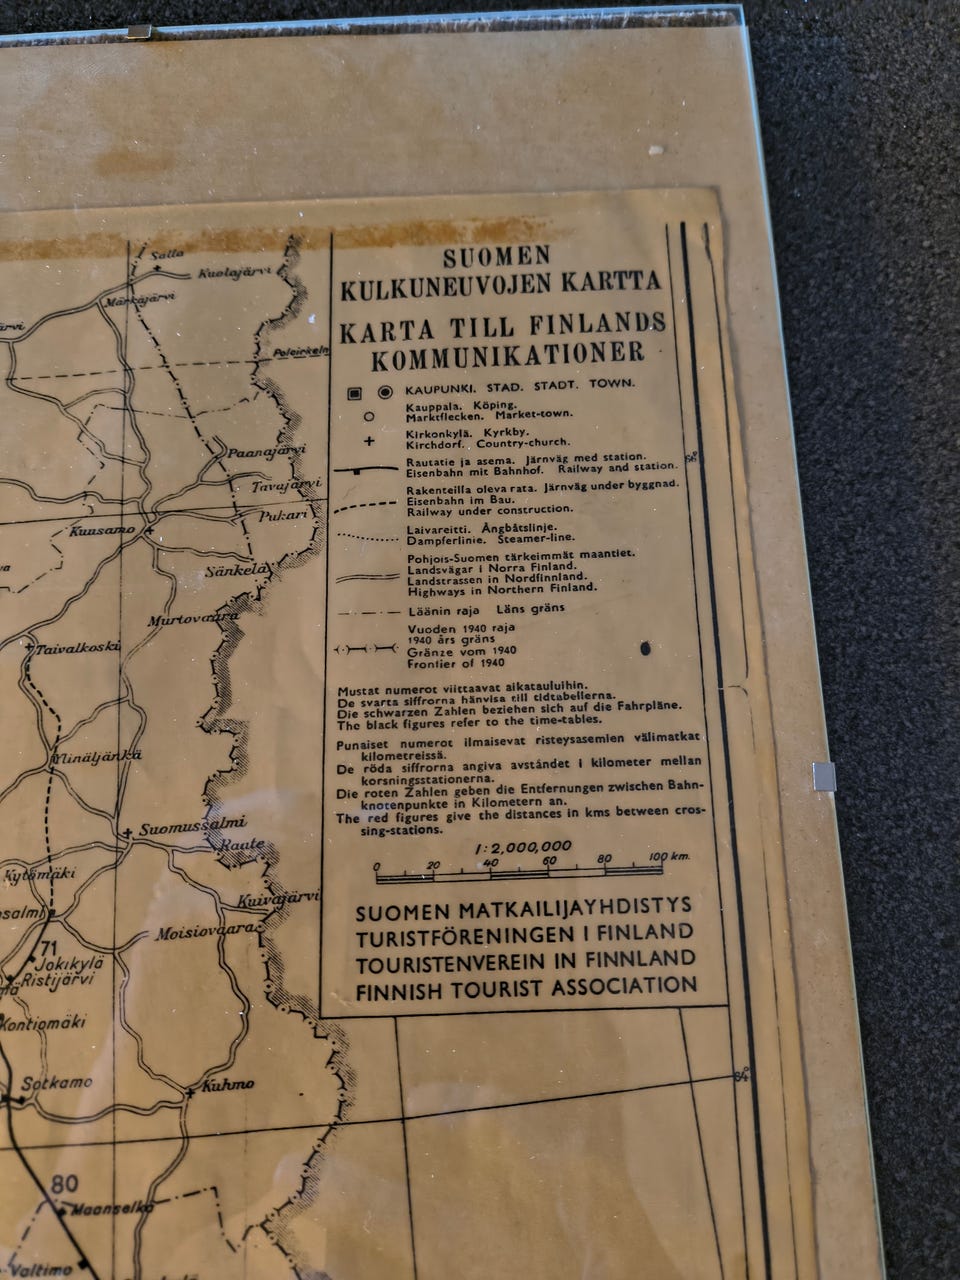 SUOMEN
KULKUNEUVOJEN KARTTA
KARTA TILL FINLANDS
KOMMUNIKATIONER
KAUPUNKI. STAD. STADT. TOWN.
Kauppala. Köping.
Marktflecken. Market-town.
Kirkonkylä. Kyrkby.
Kirchdorf. Country-church.
Rautatie ja asema. Järnväg med station.
Eisenbahn mit Bahnhof. Railway and station.
Rakenteilla oleva rata. Järnväg under byggnad.
Eisenbahn im Bau.
Railway under construction.
Laivareitti. Ångbåtslinje.
Dampferlinie. Steamer-line.
Pohjois-Suomen tärkeimmät maantiet.
Landsvägar i Norra Finland.
Landstrassen in Nordfinnland.
Highways in Northern Finland.
Läänin raja Läns gräns
Vuoden 1940 raja
1940 års gräns
Gränze vom 1940
Frontier of 1940
Mustat numerot viittaavat aikatauluihin.
De svarta siffrorna hänvisa till tidtabellerna.
Die schwarzen Zahlen beziehen sich auf die Fahrpläne.
The black figures refer to the time-tables.
Punaiset numerot ilmaisevat risteysasemien välimatkat
kilometreissä.
De röda siffrorna angiva avståndet i kilometer mellan
korsningsstationerna.
Die roten Zahlen geben die Entfernungen zwischen Bahn-
knotenpunkte in Kilometern an.
The red figures give the distances in kms between cros-
sing-stations.
1:2,000,000
0 20 40 60 80 100 km.
SUOMEN MATKAILIJAYHDISTYS
TURISTFÖRENINGEN I FINLAND
TOURISTENVEREIN IN FINNLAND
FINNISH TOURIST ASSOCIATION
Salla
Kuolajärvi
Märkäjärvi
ärvi
Polcirkeln
Paanajärvi
Tavajärvi
Pukari
Kuusamo
Sänkelä
Murtovaara
Taivalkoski
Ylinäljänkä
Suomussalmi
Raate
Kytömäki
Kuivajärvi
salmi
Moisiovaara
71
Jokikylä
Ristijärvi
Kontiomäki
Sotkamo
Kuhmo
64°
80
Maanselkä
Valtimo